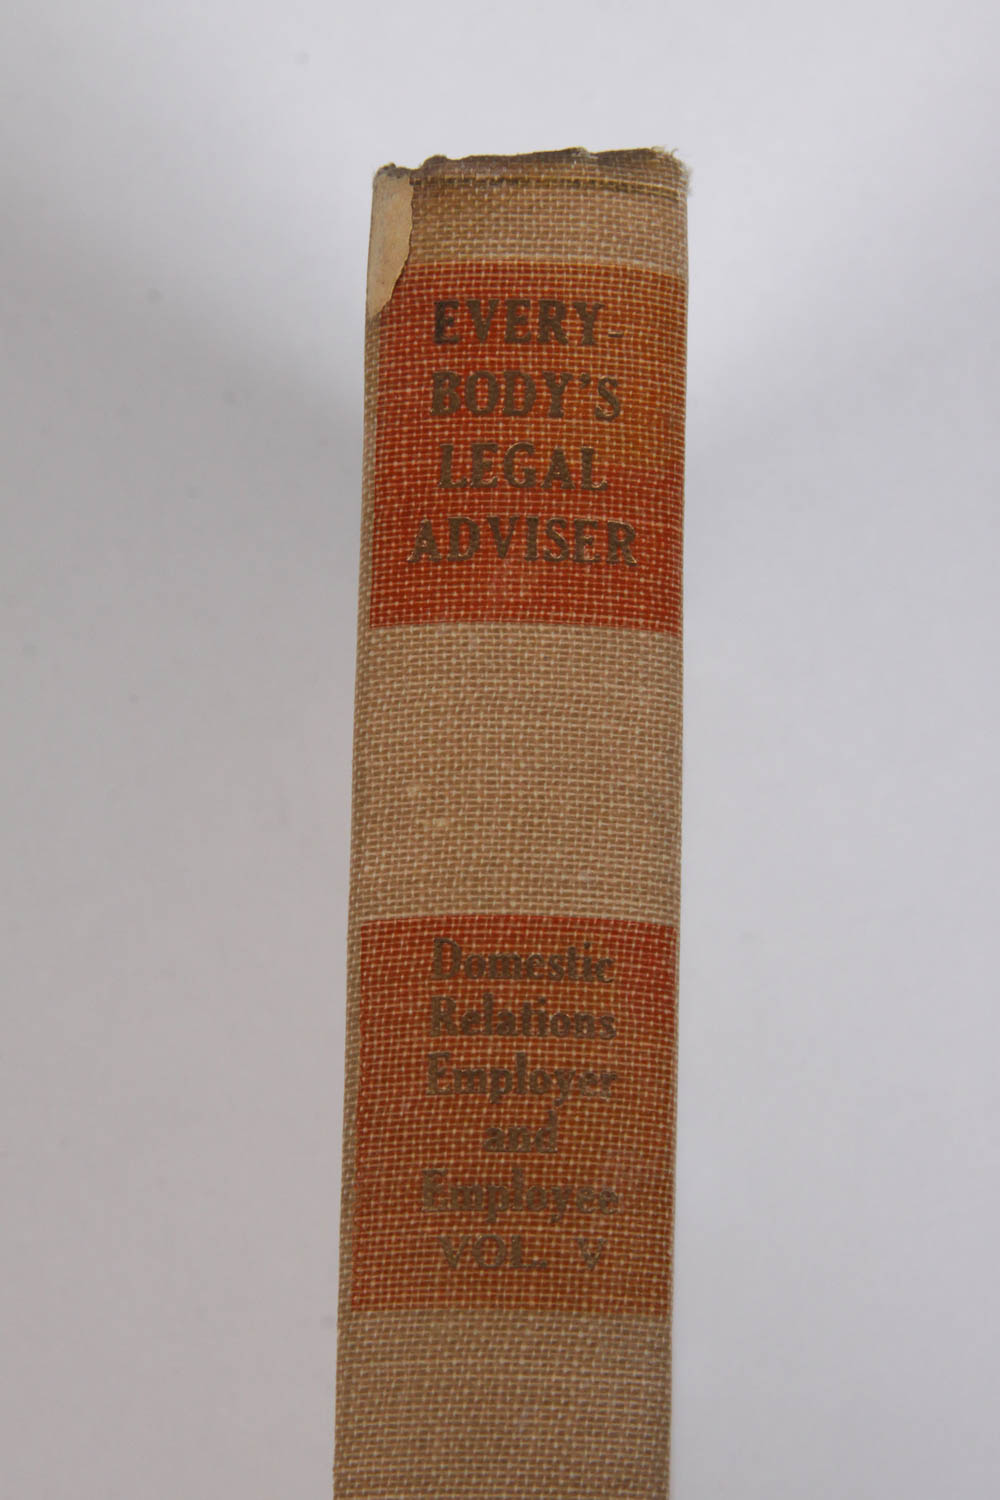 EVERY-
BODY'S
LEGAL
ADVISER
Domestic
Relations
Employer
and
Employee
VOL. V